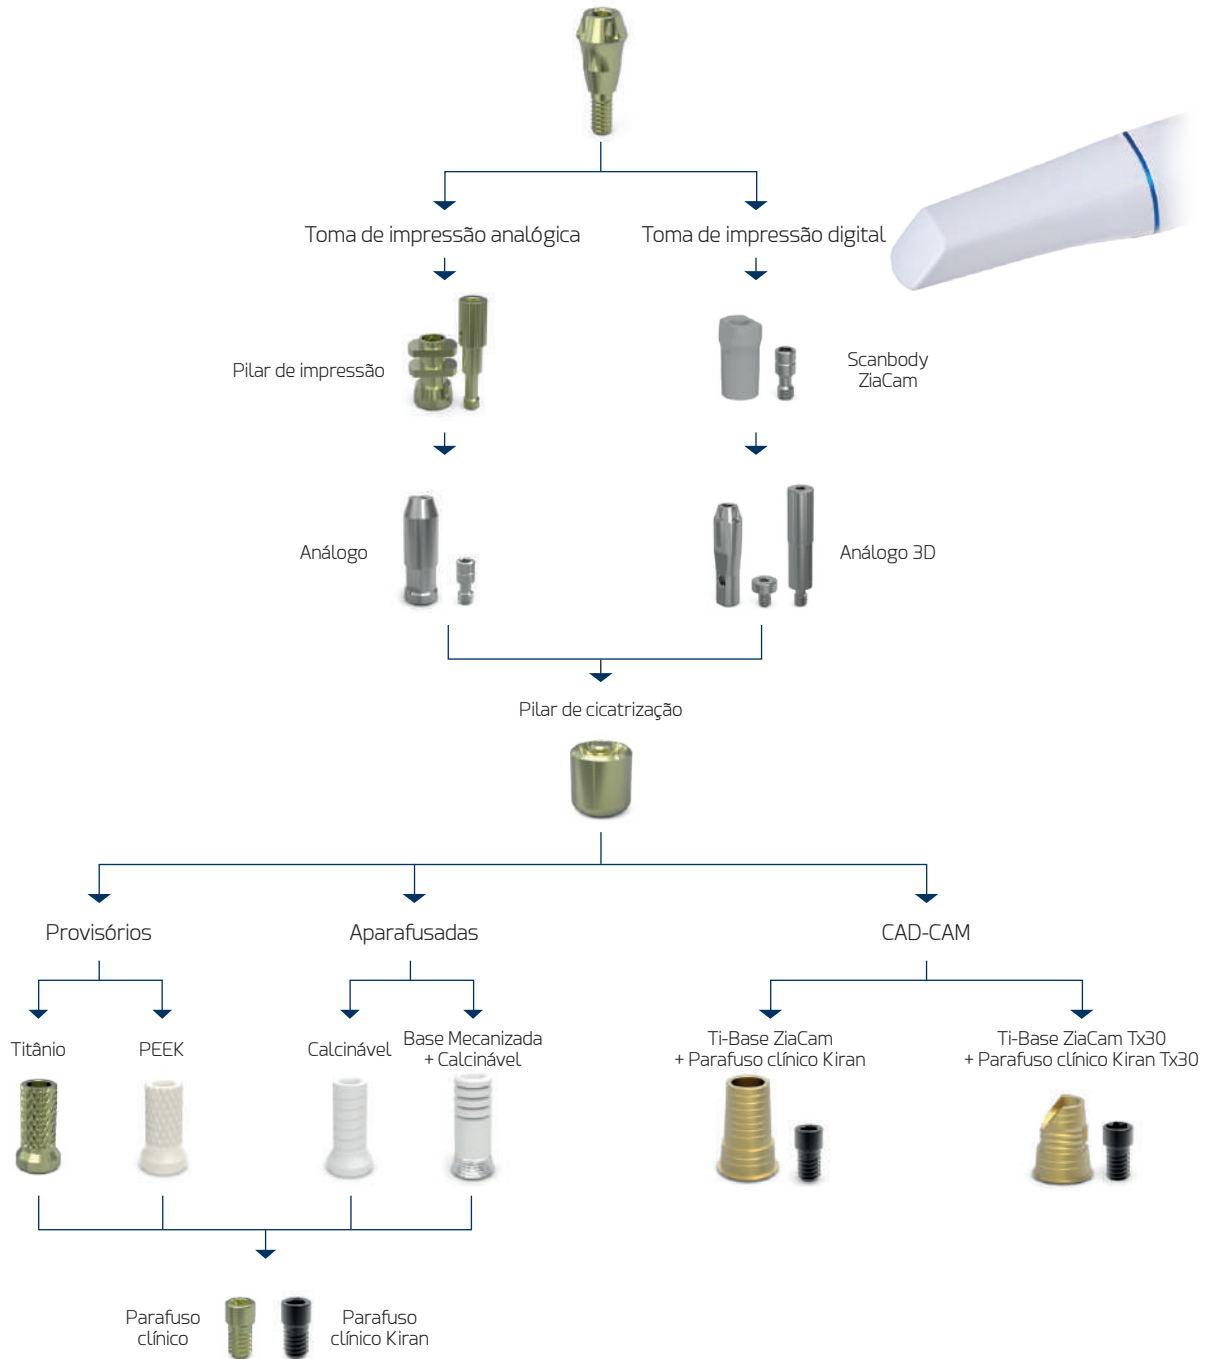 Toma de impressão analógica
Toma de impressão digital
Pilar de impressão
Scanbody
ZiaCam
Análogo
Análogo 3D
Pilar de cicatrização
Provisórios
Aparafusadas
CAD-CAM
Titânio
PEEK
Calcinável
Base Mecanizada
+ Calcinável
Ti-Base ZiaCam
+ Parafuso clínico Kiran
Ti-Base ZiaCam Tx30
+ Parafuso clínico Kiran Tx30
Parafuso
clínico
Parafuso
clínico Kiran